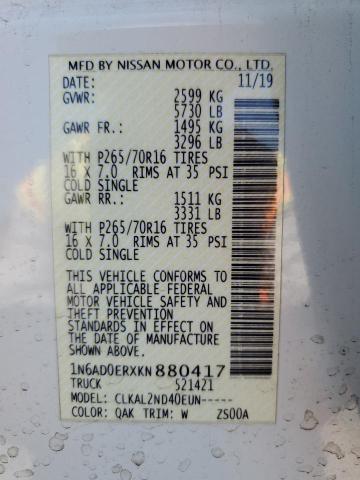 MFD BY NISSAN MOTOR CO., LTD.
DATE: 11/19
GVWR: 2599 KG
5730 LB
GAWR FR.: 1495 KG
3296 LB
WITH P265/70R16 TIRES
16 X 7.0 RIMS AT 35 PSI
COLD SINGLE
GAWR RR.: 1511 KG
3331 LB
WITH P265/70R16 TIRES
16 X 7.0 RIMS AT 35 PSI
COLD SINGLE
THIS VEHICLE CONFORMS TO
ALL APPLICABLE FEDERAL
MOTOR VEHICLE SAFETY AND
THEFT PREVENTION
STANDARDS IN EFFECT ON
THE DATE OF MANUFACTURE
SHOWN ABOVE.
1N6AD0ERXKN880417
TRUCK 521421
MODEL: CLKAL2ND40EUN-----
COLOR: QAK TRIM: W ZS00A